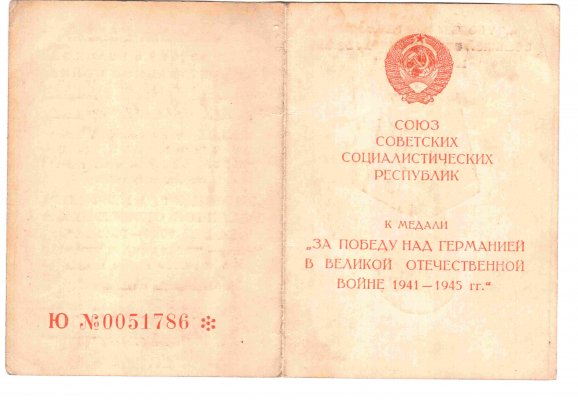 Ю №0051786
СОЮЗ
СОВЕТСКИХ
СОЦИАЛИСТИЧЕСКИХ
РЕСПУБЛИК
К МЕДАЛИ
„ЗА ПОБЕДУ НАД ГЕРМАНИЕЙ
В ВЕЛИКОЙ ОТЕЧЕСТВЕННОЙ
ВОЙНЕ 1941—1945 гг.“